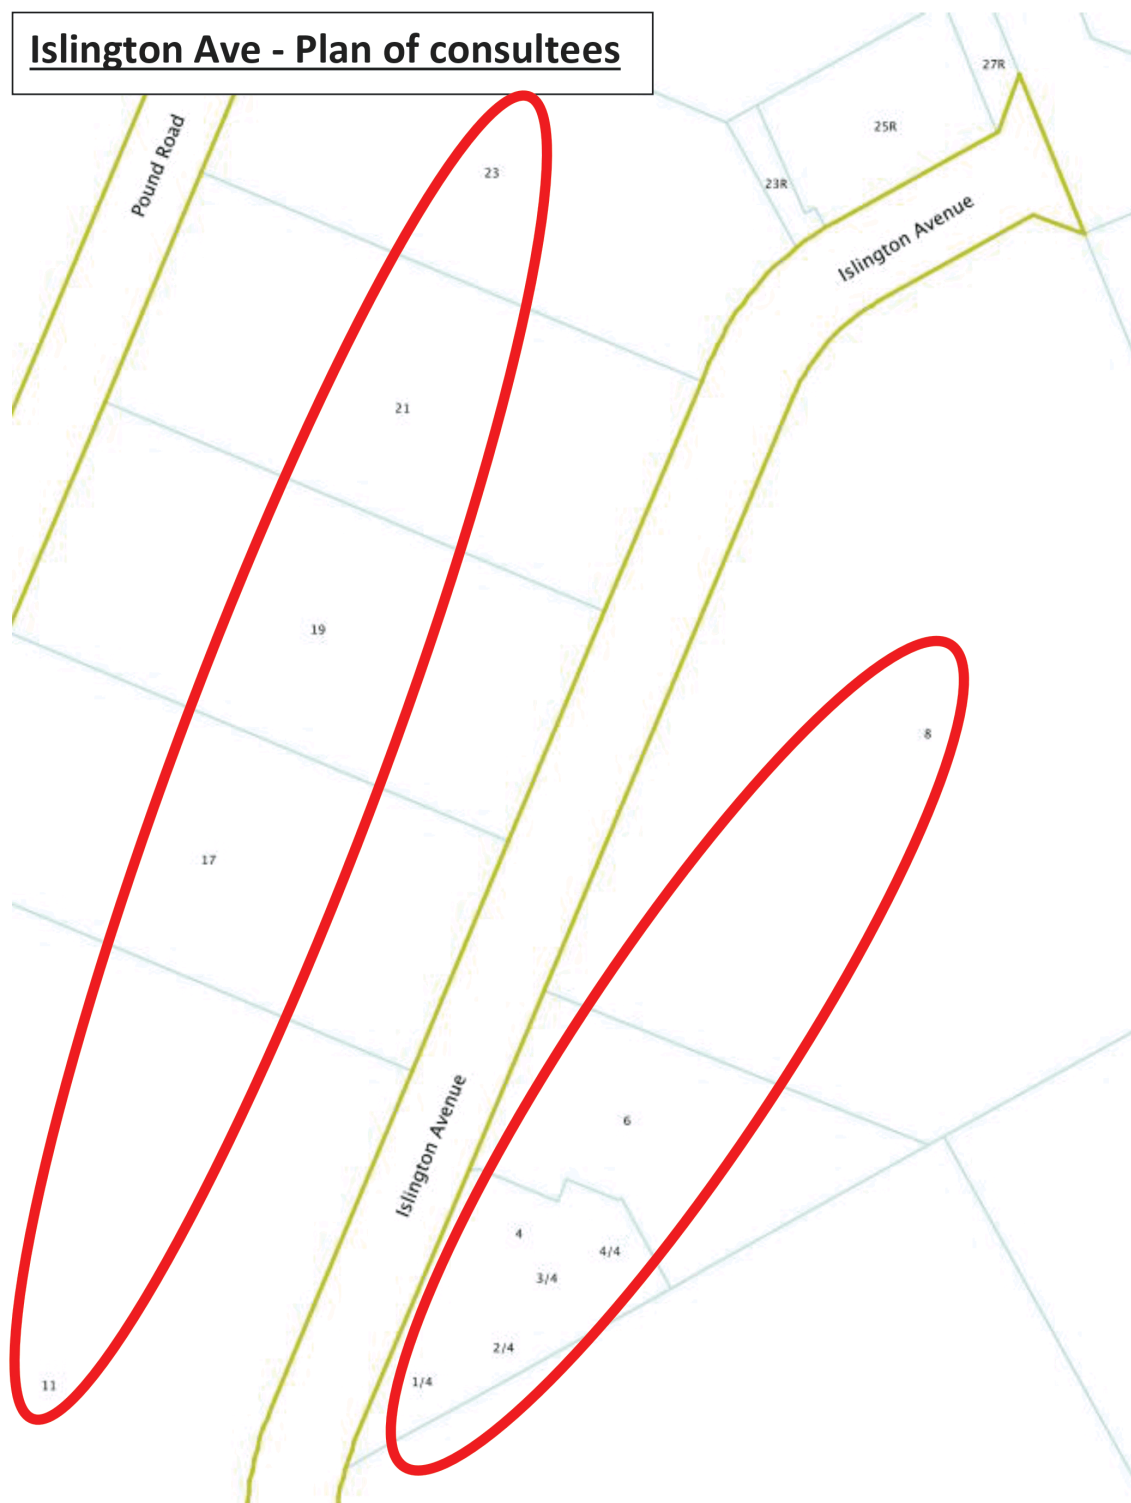 Islington Ave - Plan of consultees
27R
Pound Road
25R
23
23R
Islington Avenue
21
19
8
17
Islington Avenue
6
4
4/4
3/4
2/4
1/4
11